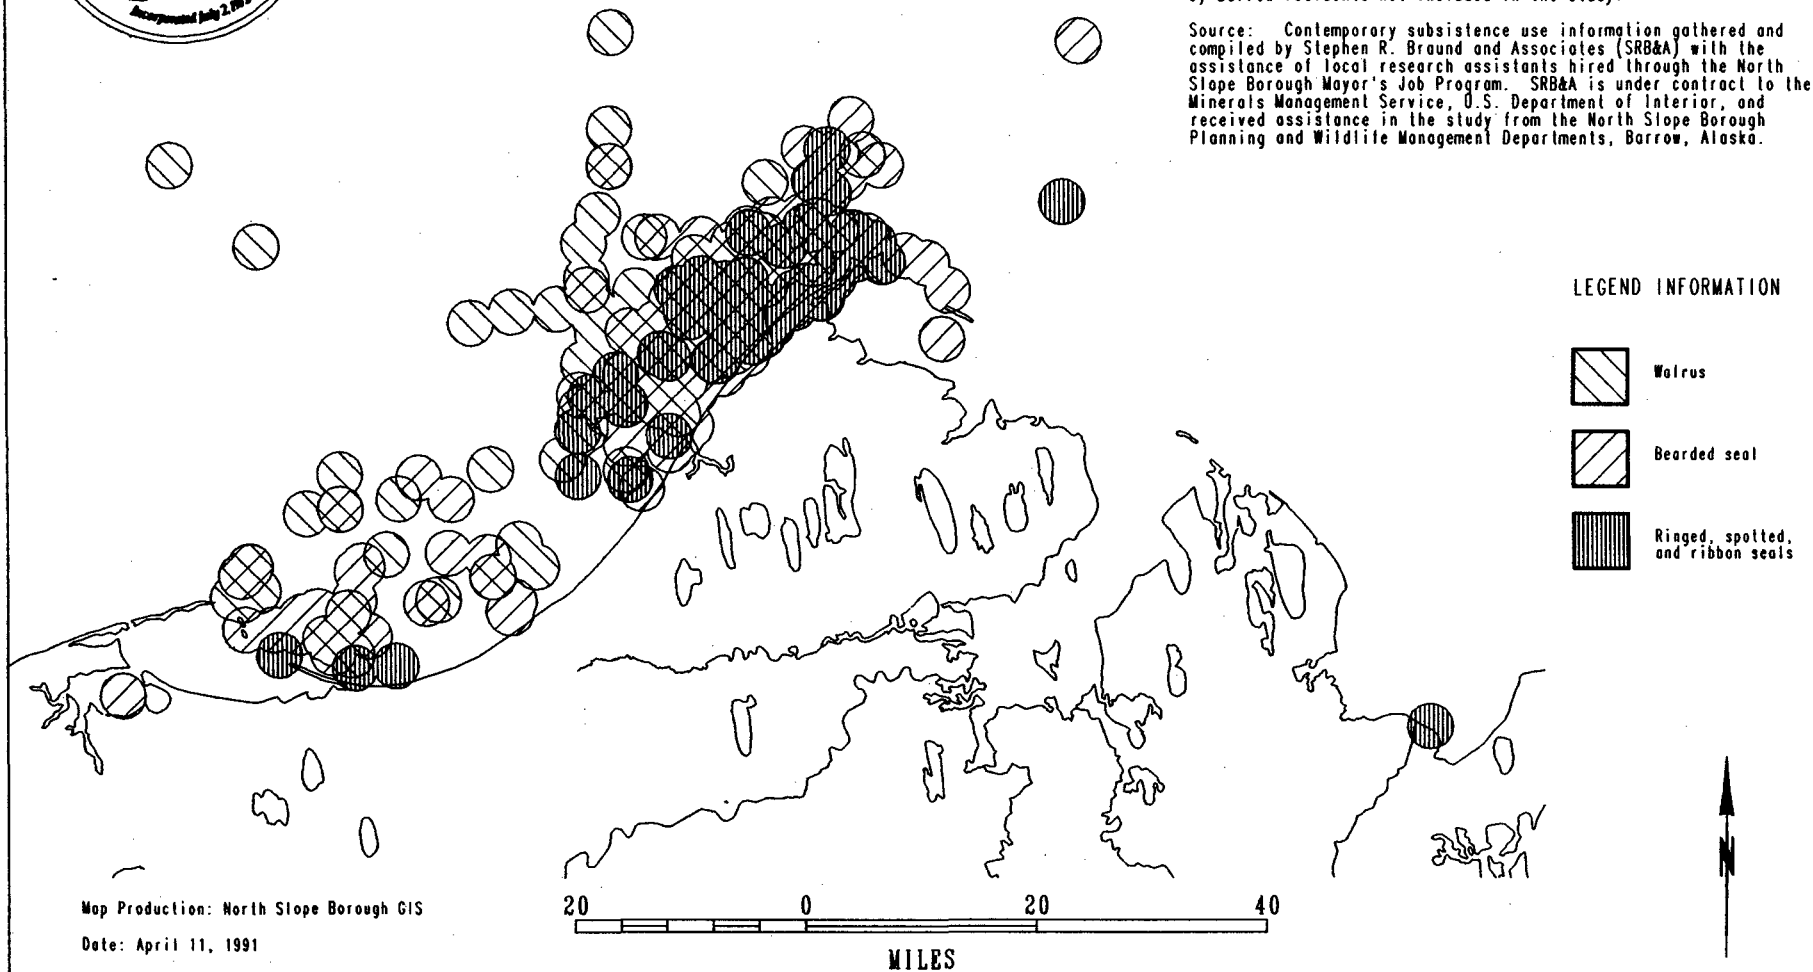 Incorporated July 2, 
Source: Contemporary subsistence use information gathered and
compiled by Stephen R. Braund and Associates (SRB&A) with the
assistance of local research assistants hired through the North
Slope Borough Mayor's Job Program. SRB&A is under contract to the
Minerals Management Service, U.S. Department of Interior, and
received assistance in the study from the North Slope Borough
Planning and Wildlife Management Departments, Barrow, Alaska.
LEGEND INFORMATION
Walrus
Bearded seal
Ringed, spotted,
and ribbon seals
N
Map Production: North Slope Borough GIS
Date: April 11, 1991
20 0 20 40
MILES